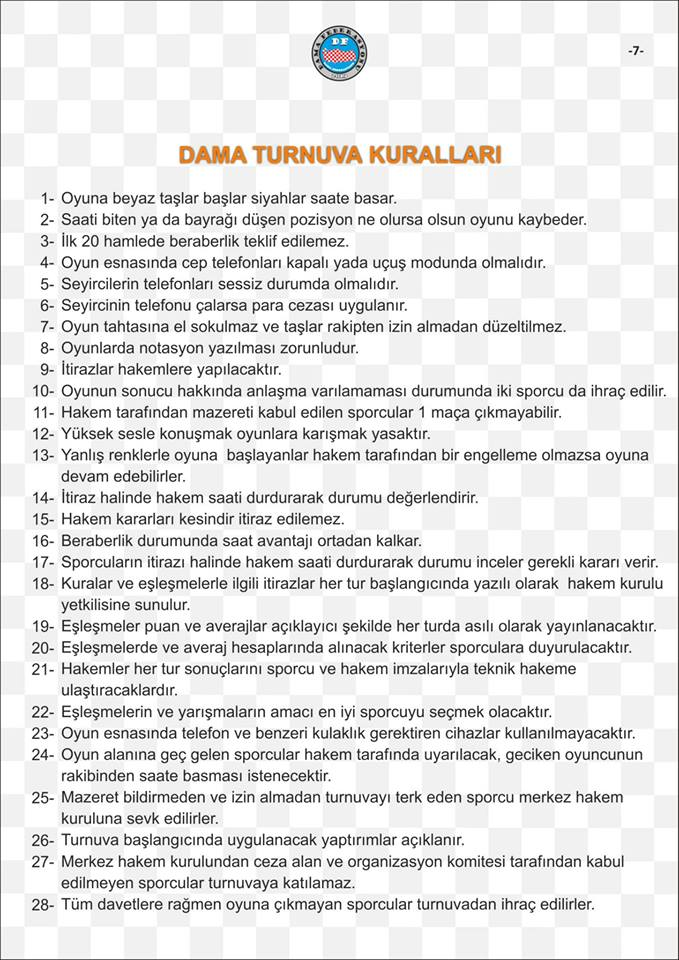 DAMA FEDERASYONU
DF
-7-
DAMA TURNUVA KURALLARI
1- Oyuna beyaz taşlar başlar siyahlar saate basar.
2- Saati biten ya da bayrağı düşen pozisyon ne olursa olsun oyunu kaybeder.
3- İlk 20 hamlede beraberlik teklif edilemez.
4- Oyun esnasında cep telefonları kapalı yada uçuş modunda olmalıdır.
5- Seyircilerin telefonları sessiz durumda olmalıdır.
6- Seyircinin telefonu çalarsa para cezası uygulanır.
7- Oyun tahtasına el sokulmaz ve taşlar rakipten izin almadan düzeltilmez.
8- Oyunlarda notasyon yazılması zorunludur.
9- İtirazlar hakemlere yapılacaktır.
10- Oyunun sonucu hakkında anlaşma varılamaması durumunda iki sporcu da ihraç edilir.
11- Hakem tarafından mazereti kabul edilen sporcular 1 maça çıkmayabilir.
12- Yüksek sesle konuşmak oyunlara karışmak yasaktır.
13- Yanlış renklerle oyuna başlayanlar hakem tarafından bir engelleme olmazsa oyuna
devam edebilirler.
14- İtiraz halinde hakem saati durdurarak durumu değerlendirir.
15- Hakem kararları kesindir itiraz edilemez.
16- Beraberlik durumunda saat avantajı ortadan kalkar.
17- Sporcuların itirazı halinde hakem saati durdurarak durumu inceler gerekli kararı verir.
18- Kuralar ve eşleşmelerle ilgili itirazlar her tur başlangıcında yazılı olarak hakem kurulu
yetkilisine sunulur.
19- Eşleşmeler puan ve averajlar açıklayıcı şekilde her turda asılı olarak yayınlanacaktır.
20- Eşleşmelerde ve averaj hesaplarında alınacak kriterler sporculara duyurulacaktır.
21- Hakemler her tur sonuçlarını sporcu ve hakem imzalarıyla teknik hakeme
ulaştıracaklardır.
22- Eşleşmelerin ve yarışmaların amacı en iyi sporcuyu seçmek olacaktır.
23- Oyun esnasında telefon ve benzeri kulaklık gerektiren cihazlar kullanılmayacaktır.
24- Oyun alanına geç gelen sporcular hakem tarafında uyarılacak, geciken oyuncunun
rakibinden saate basması istenecektir.
25- Mazeret bildirmeden ve izin almadan turnuvayı terk eden sporcu merkez hakem
kuruluna sevk edilirler.
26- Turnuva başlangıcında uygulanacak yaptırımlar açıklanır.
27- Merkez hakem kurulundan ceza alan ve organizasyon komitesi tarafından kabul
edilmeyen sporcular turnuvaya katılamaz.
28- Tüm davetlere rağmen oyuna çıkmayan sporcular turnuvadan ihraç edilirler.